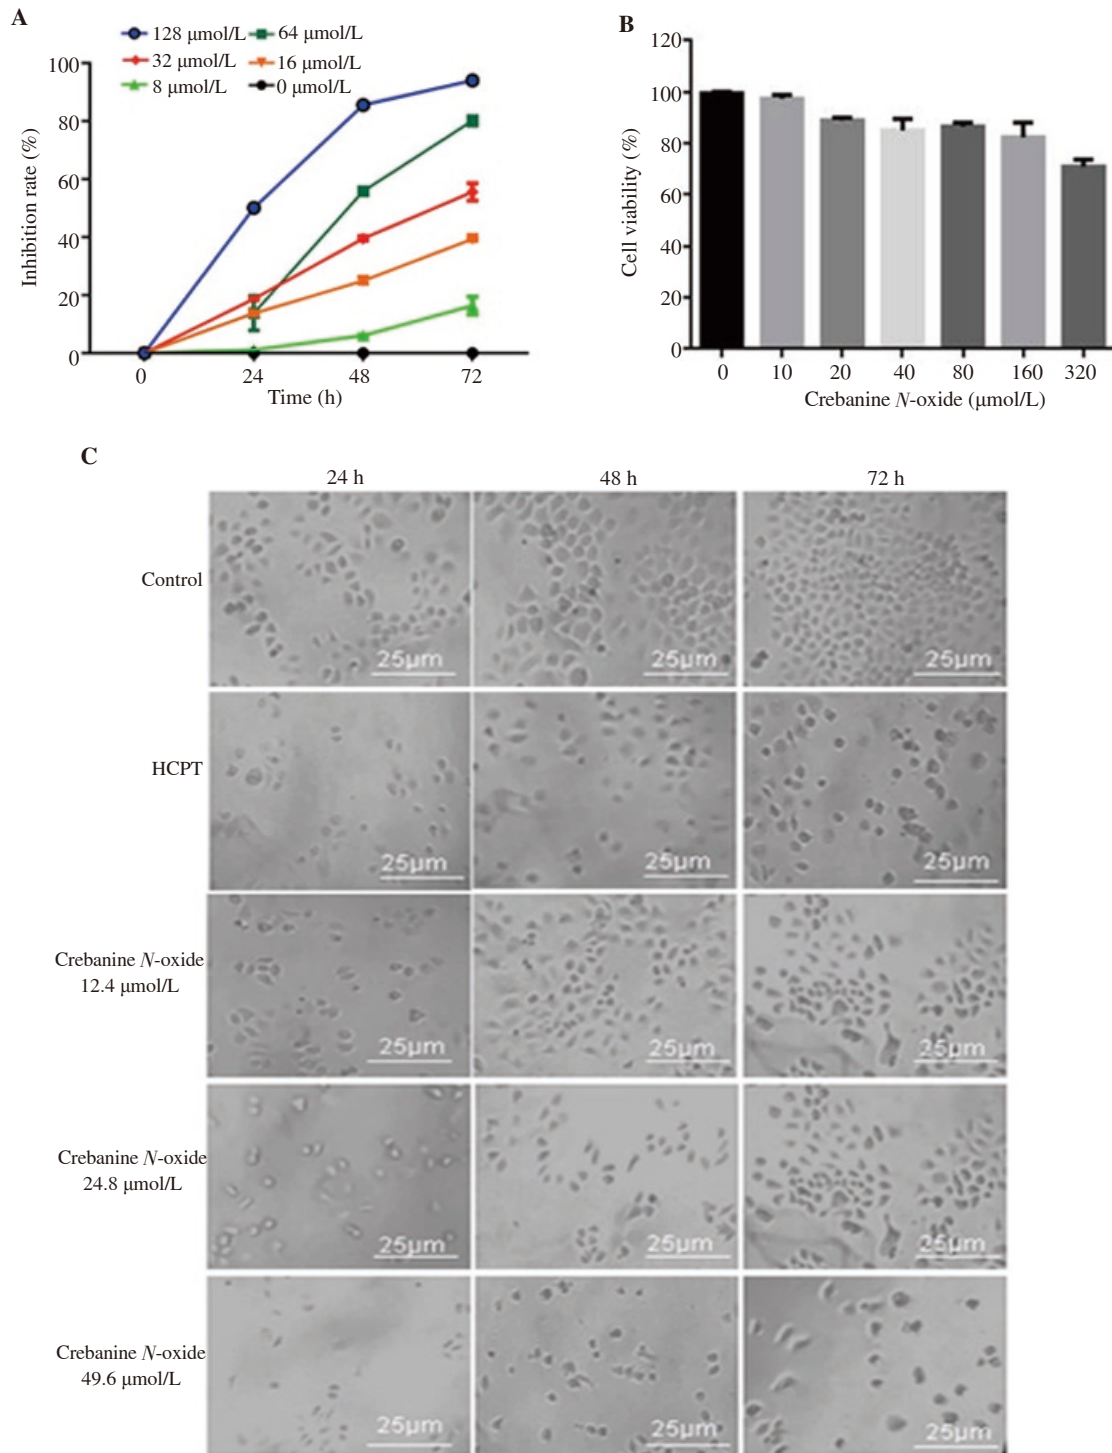 A
128 μmol/L 64 μmol/L
32 μmol/L 16 μmol/L
8 μmol/L 0 μmol/L
100
80
60
40
20
0
Inhibition rate (%)
0 24 48 72
Time (h)
B
120
100
80
60
40
20
0
Cell viability (%)
0 10 20 40 80 160 320
Crebanine N-oxide (μmol/L)
C
24 h 48 h 72 h
Control
25μm 25μm 25μm
HCPT
25μm 25μm 25μm
Crebanine N-oxide
12.4 μmol/L
25μm 25μm 25μm
Crebanine N-oxide
24.8 μmol/L
25μm 25μm 25μm
Crebanine N-oxide
49.6 μmol/L
25μm 25μm 25μm